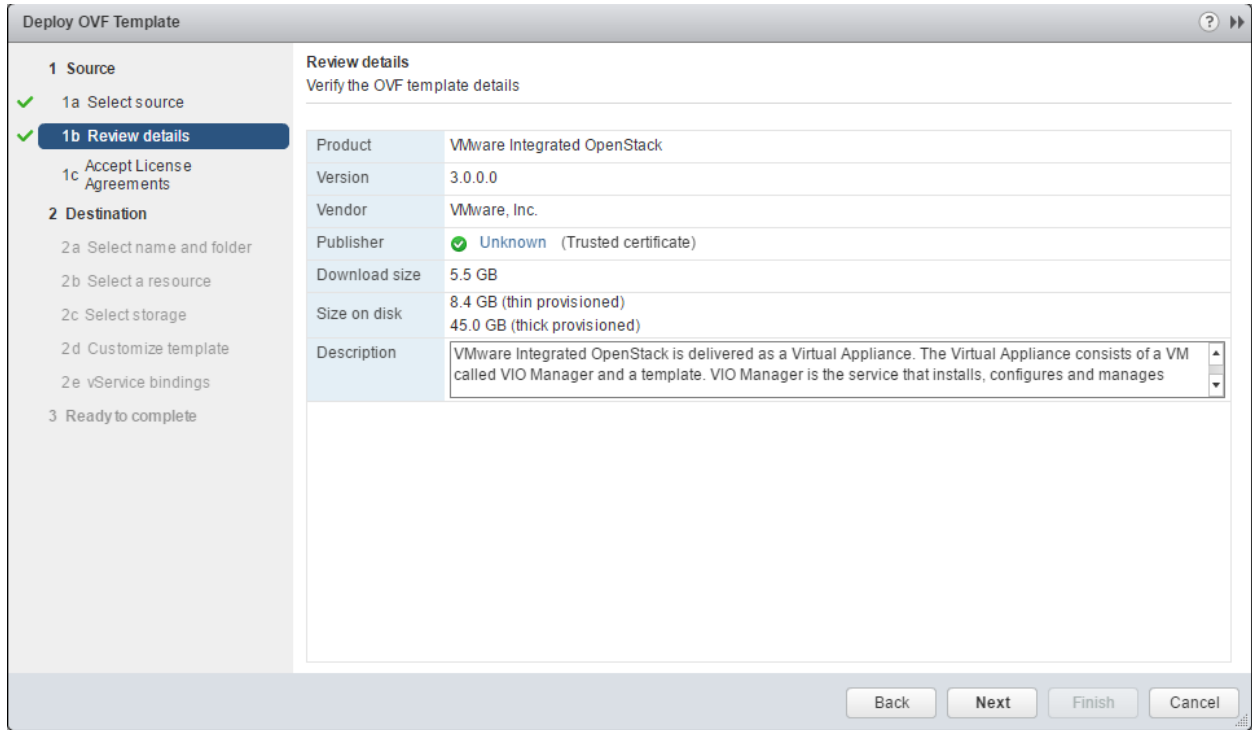 Deploy OVF Template
?
1 Source
1a Select source
1b Review details
1c Accept License
Agreements
2 Destination
2a Select name and folder
2b Select a resource
2c Select storage
2d Customize template
2e vService bindings
3 Ready to complete
Review details
Verify the OVF template details
Product VMware Integrated OpenStack
Version 3.0.0.0
Vendor VMware, Inc.
Publisher Unknown (Trusted certificate)
Download size 5.5 GB
Size on disk 8.4 GB (thin provisioned)
45.0 GB (thick provisioned)
Description VMware Integrated OpenStack is delivered as a Virtual Appliance. The Virtual Appliance consists of a VM
called VIO Manager and a template. VIO Manager is the service that installs, configures and manages
Back Next Finish Cancel